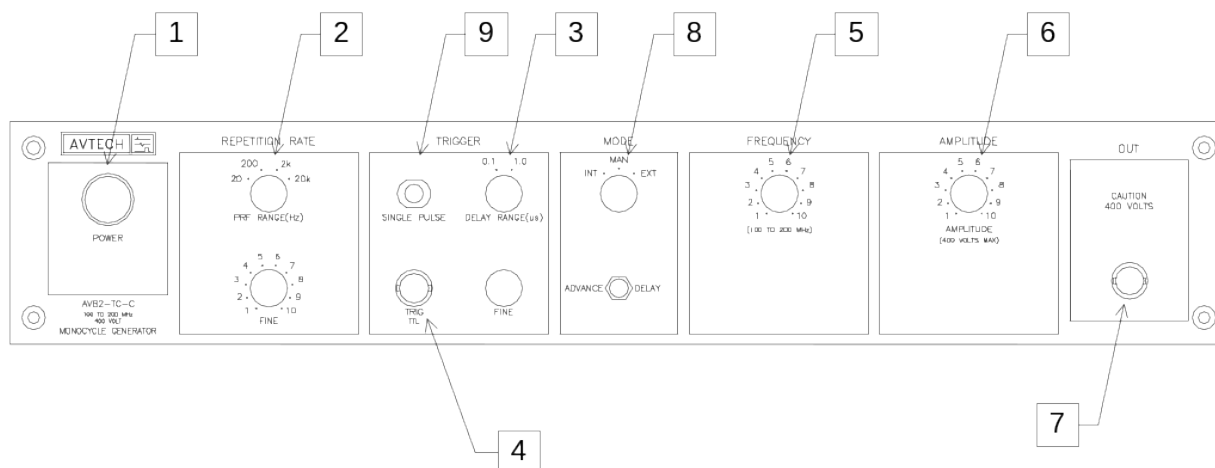 1
2
9
3
8
5
6
AVTECH
REPETITION RATE
TRIGGER
MODE
FREQUENCY
AMPLITUDE
OUT
POWER
AVB2-TC-C
100 TO 200 MHz
400 VOLT
MONOCYCLE GENERATOR
20
200
2k
20k
PRF RANGE(Hz)
1
2
3
4
5
6
7
8
9
10
FINE
SINGLE PULSE
0.1
1.0
DELAY RANGE(us)
TRIG
TTL
FINE
INT
MAN
EXT
ADVANCE
DELAY
1
2
3
4
5
6
7
8
9
10
[100 TO 200 MHz]
1
2
3
4
5
6
7
8
9
10
AMPLITUDE
(400 VOLTS MAX)
CAUTION
400 VOLTS
4
7